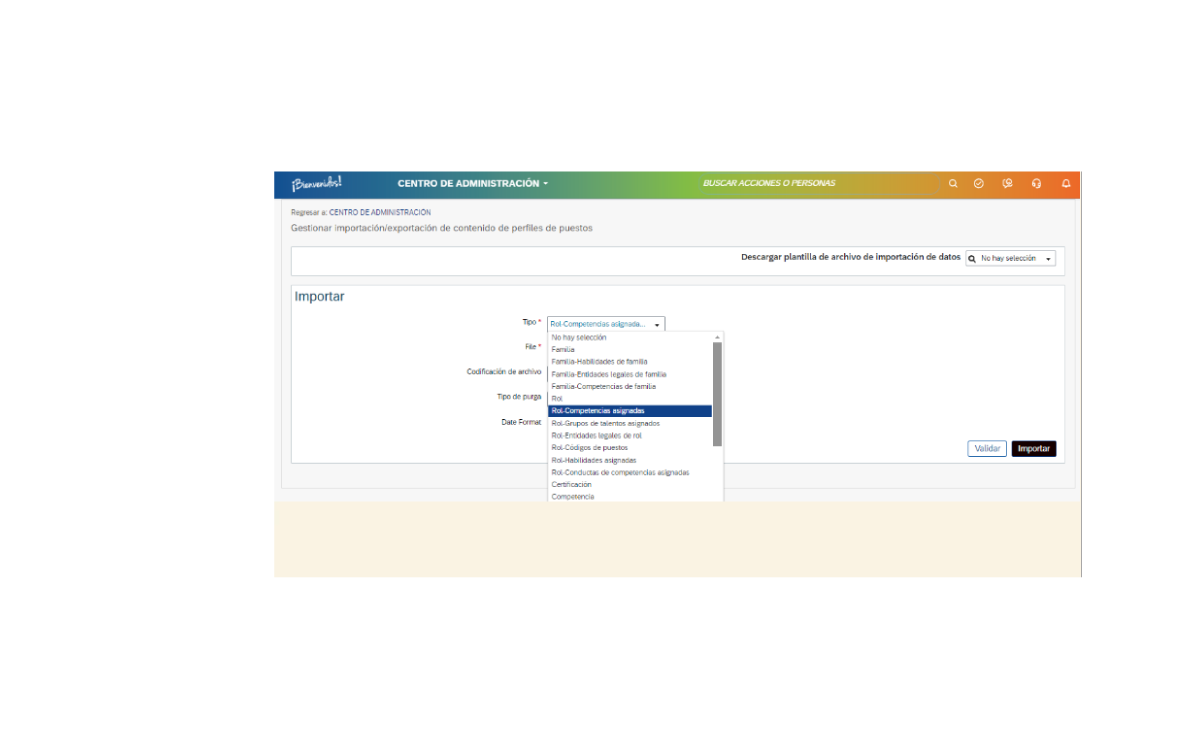 ¡Bienvenidos!
CENTRO DE ADMINISTRACIÓN
BUSCAR ACCIONES O PERSONAS
Regresar a: CENTRO DE ADMINISTRACION
Gestionar importación/exportación de contenido de perfiles de puestos
Descargar plantilla de archivo de importación de datos No hay selección
Importar
Tipo * Rol-Competencias asignada...
No hay selección
File *
Familia
Familia-Habilidades de familia
Codificación de archivo
Familia-Entidades legales de familia
Familia-Competencias de familia
Tipo de purga
Rol
Rol-Competencias asignadas
Date Format
Rol-Grupos de talentos asignados
Rol-Entidades legales de rol
Rol-Códigos de puestos
Validar Importar
Rol-Habilidades asignadas
Rol-Conductas de competencias asignadas
Certificación
Competencia